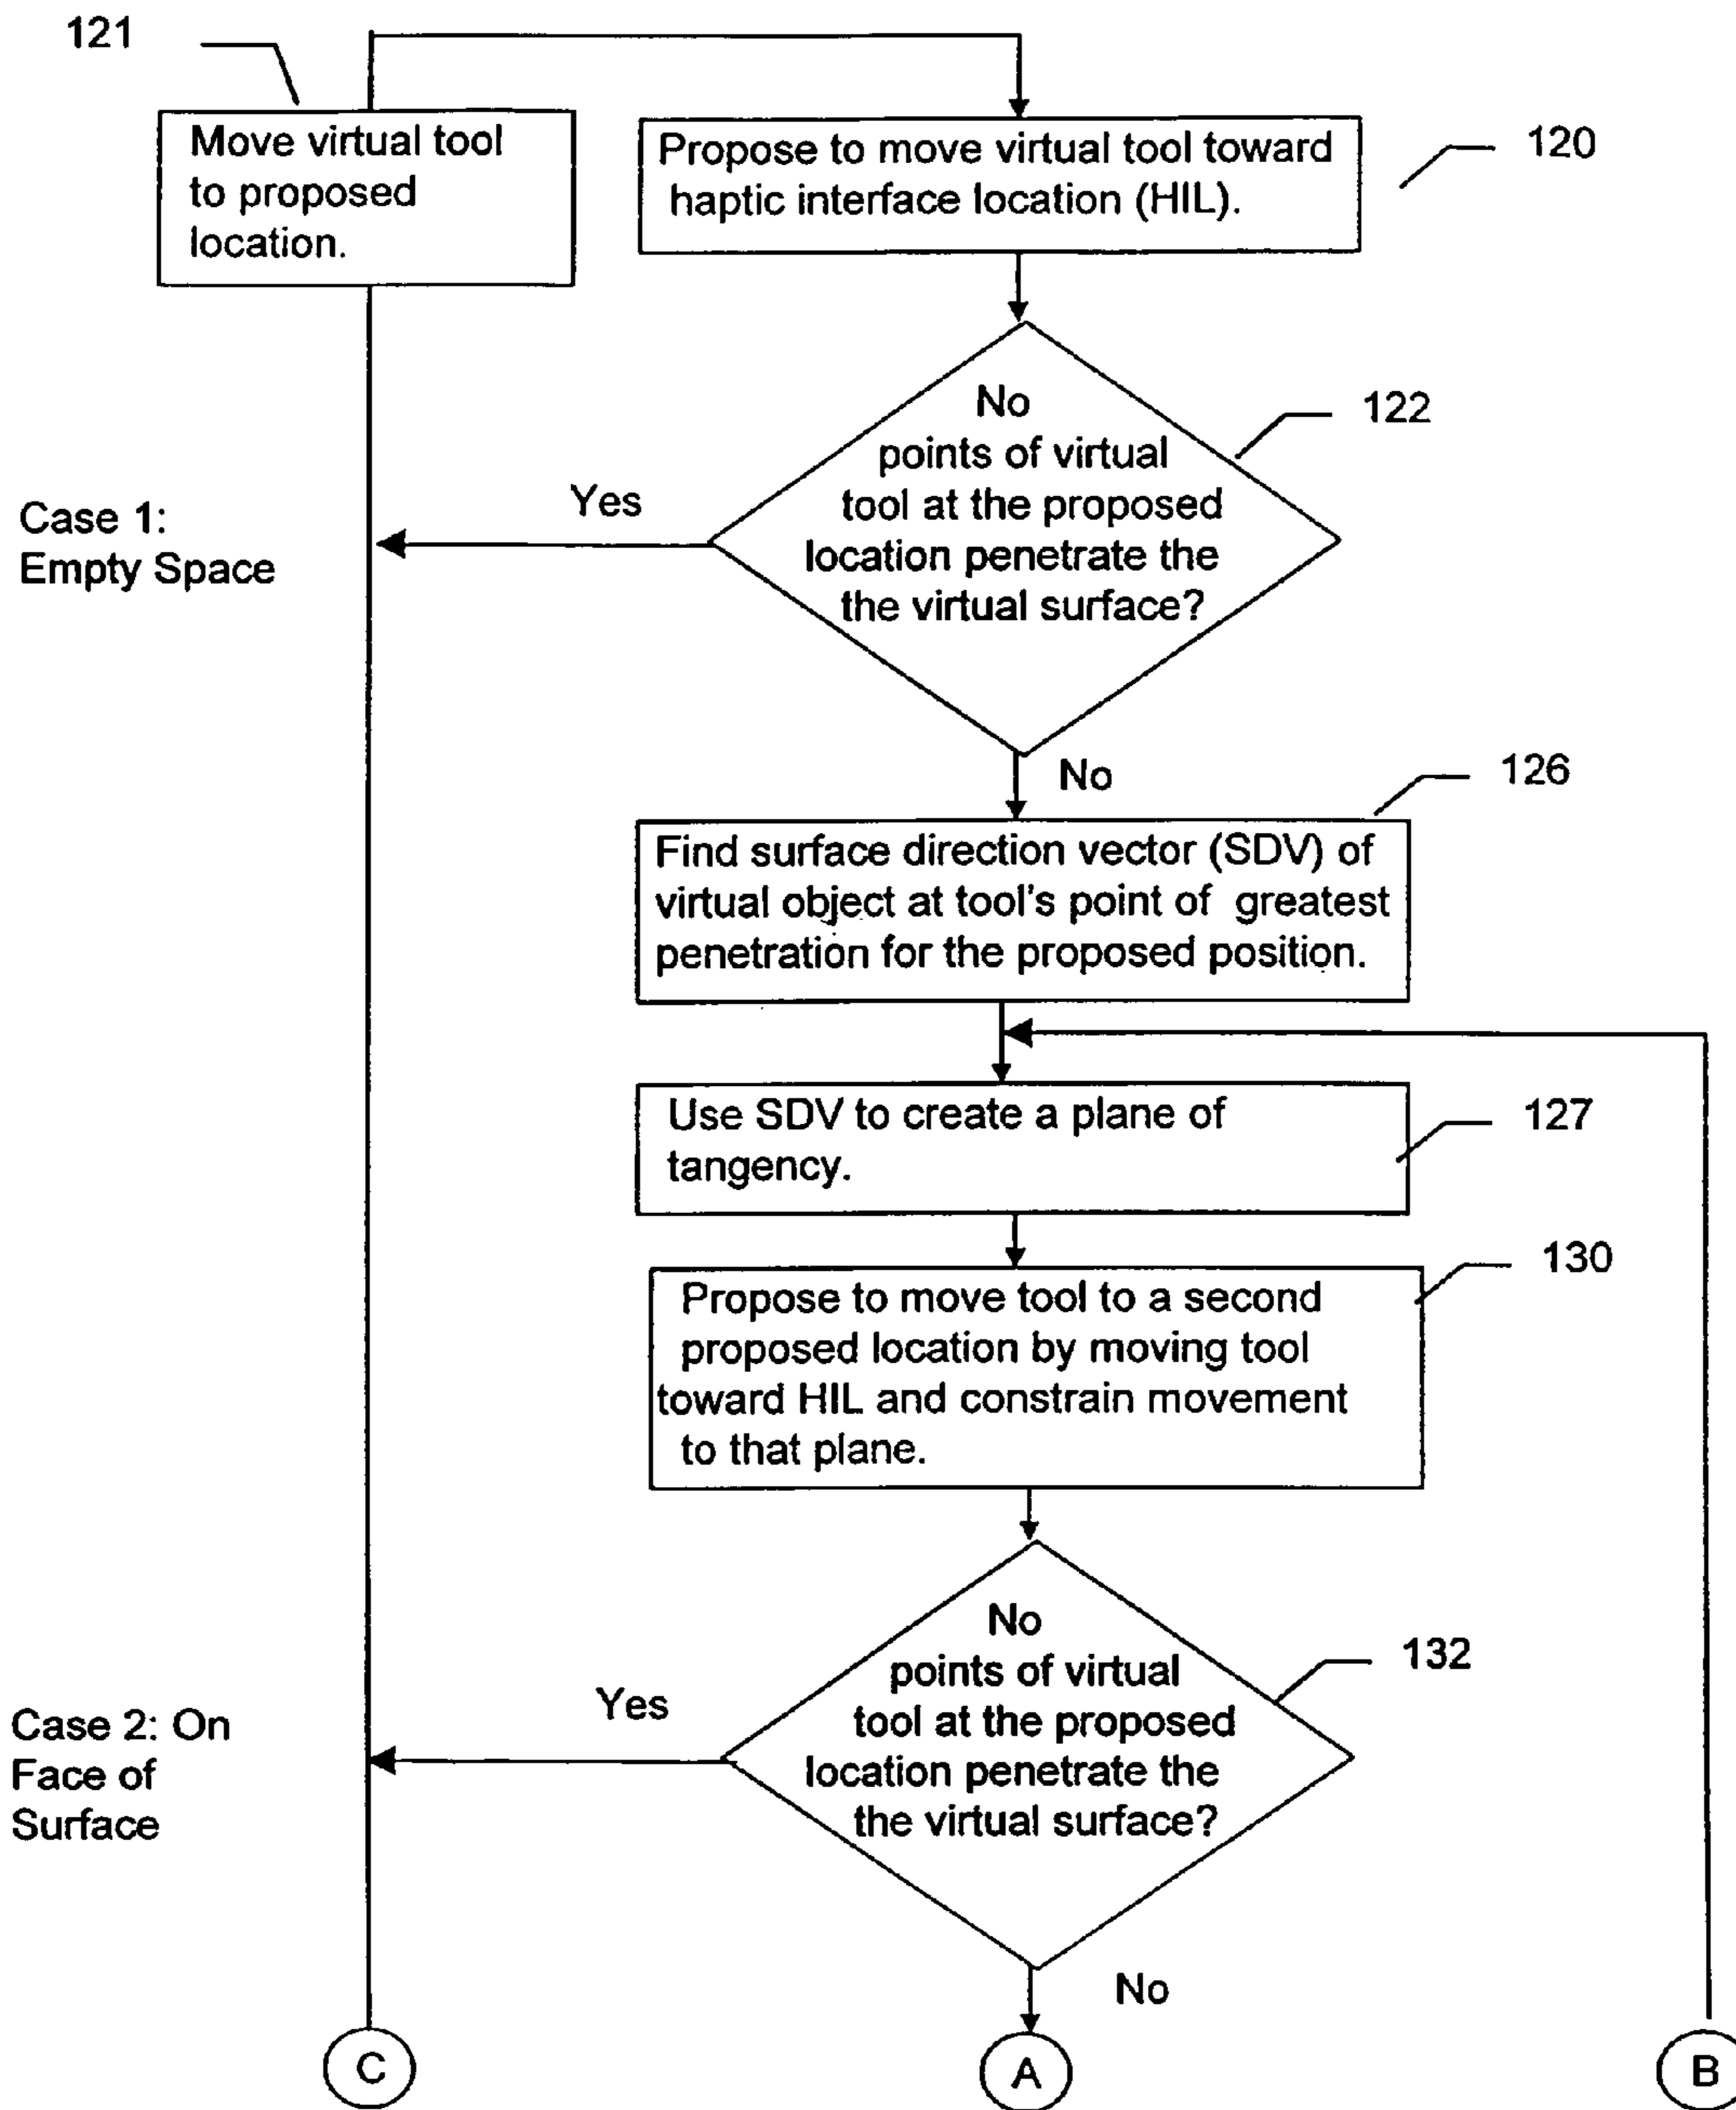 121
Move virtual tool
to proposed
location.
Propose to move virtual tool toward
haptic interface location (HIL).
120
No
points of virtual
tool at the proposed
location penetrate the
the virtual surface?
122
Yes
Case 1:
Empty Space
No
126
Find surface direction vector (SDV) of
virtual object at tool's point of greatest
penetration for the proposed position.
Use SDV to create a plane of
tangency.
127
130
Propose to move tool to a second
proposed location by moving tool
toward HIL and constrain movement
to that plane.
No
points of virtual
tool at the proposed
location penetrate the
the virtual surface?
132
Yes
Case 2: On
Face of
Surface
No
C
A
B